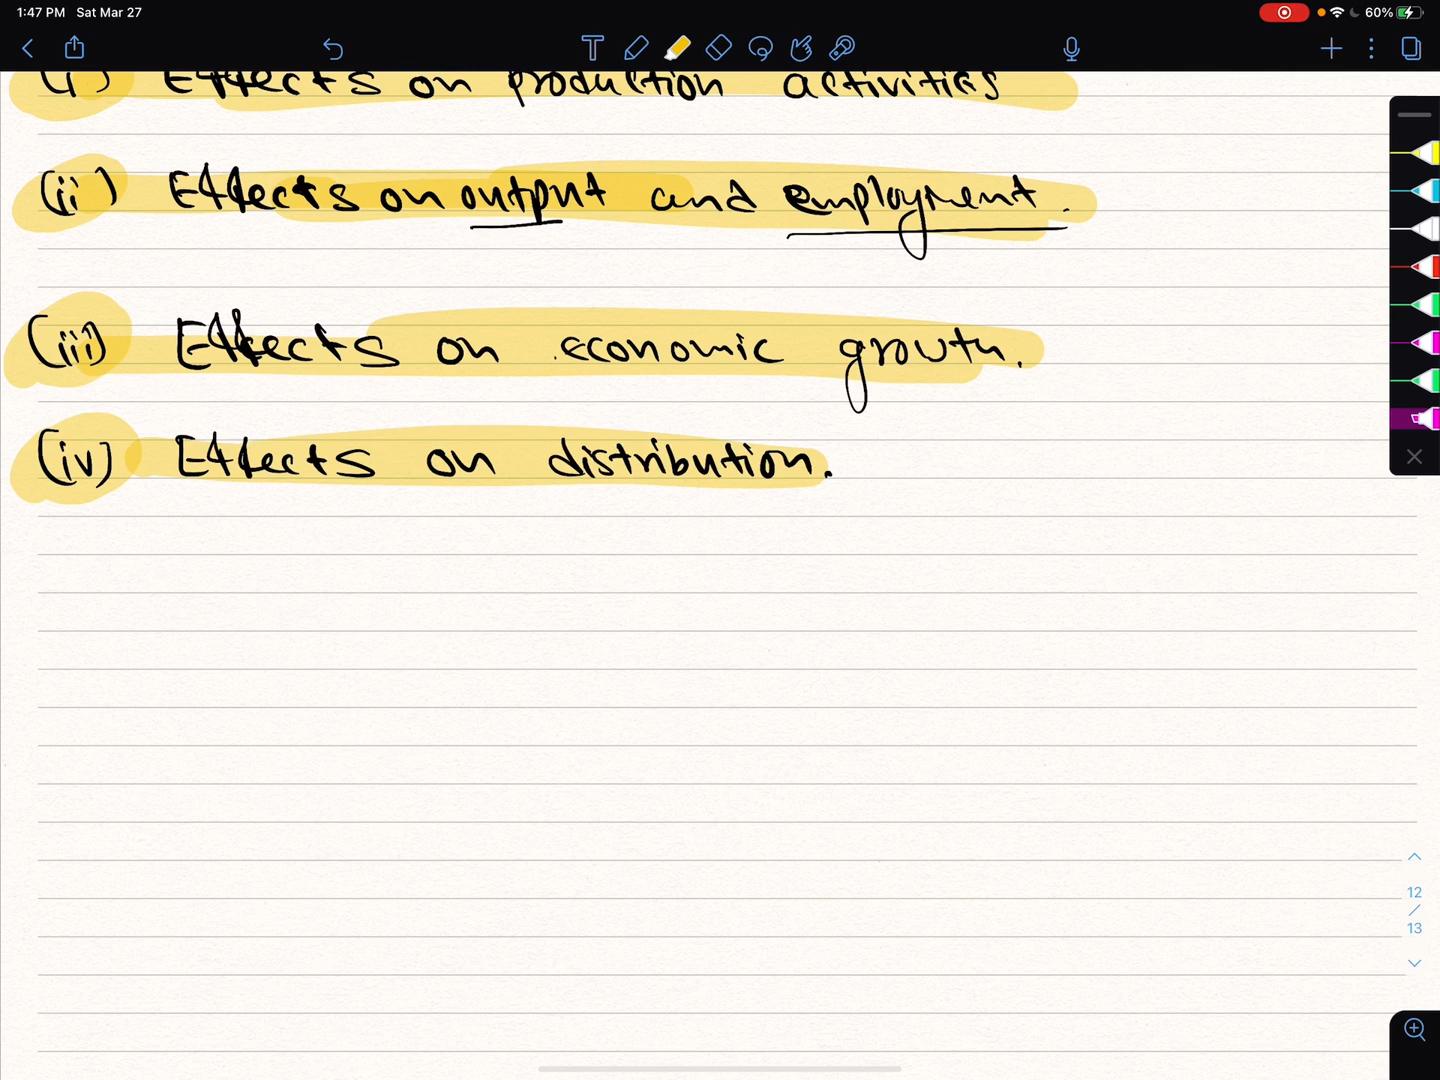 1:47 PM Sat Mar 27
60%
(i) Effects on production activities
(ii) Effects on output and employment.
(iii) Effects on economic growth.
(iv) Effects on distribution.
12
/
13